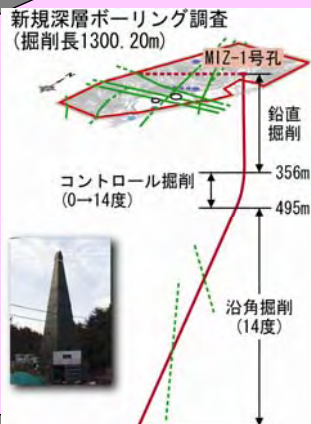 新規深層ボーリング調査
(掘削長1300.20m)
MIZ-1号孔
鉛直
掘削
356m
コントロール掘削
(0→14度)
495m
沿角掘削
(14度)